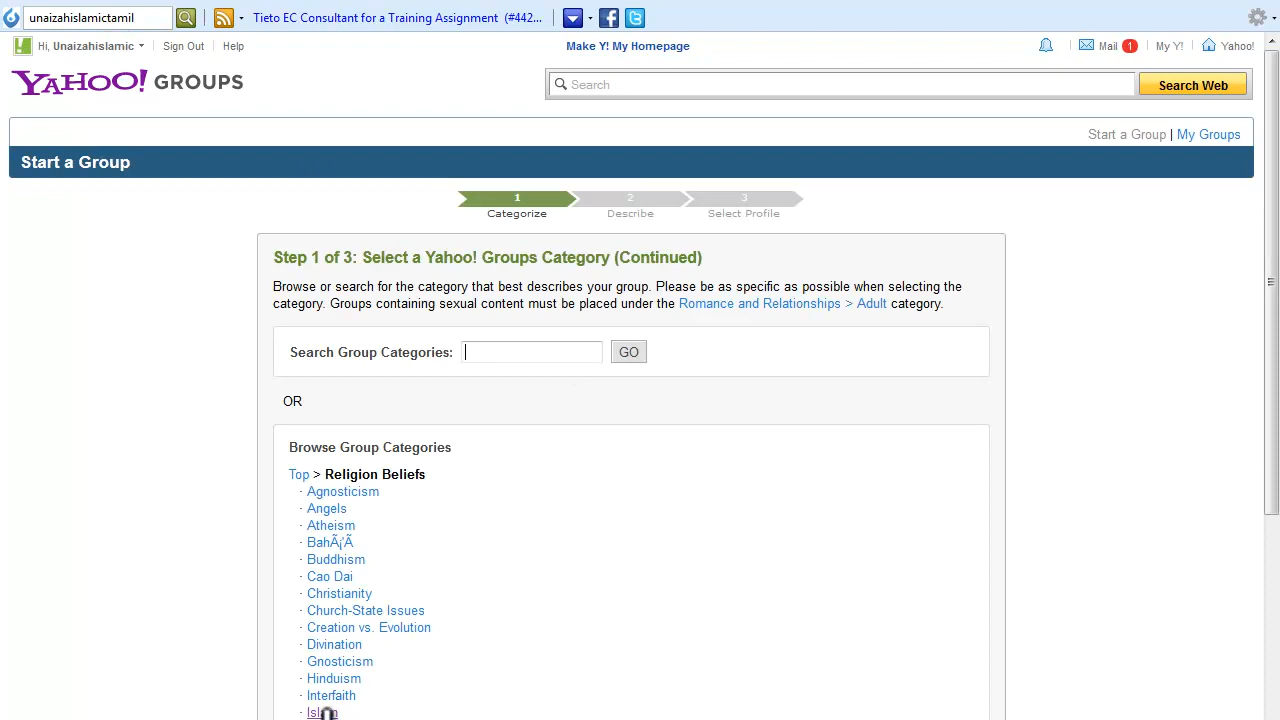 unaizahislamictamil Tieto EC Consultant for a Training Assignment (#442...
Hi, Unaizahislamic Sign Out Help Make Y! My Homepage Mail 1 My Y! Yahoo!
YAHOO! GROUPS Search Search Web
Start a Group | My Groups
Start a Group
1 2 3
Categorize Describe Select Profile
Step 1 of 3: Select a Yahoo! Groups Category (Continued)
Browse or search for the category that best describes your group. Please be as specific as possible when selecting the
category. Groups containing sexual content must be placed under the Romance and Relationships > Adult category.
Search Group Categories: GO
OR
Browse Group Categories
Top > Religion Beliefs
· Agnosticism
· Angels
· Atheism
· BahÃ¡'Ã
· Buddhism
· Cao Dai
· Christianity
· Church-State Issues
· Creation vs. Evolution
· Divination
· Gnosticism
· Hinduism
· Interfaith
· Islam